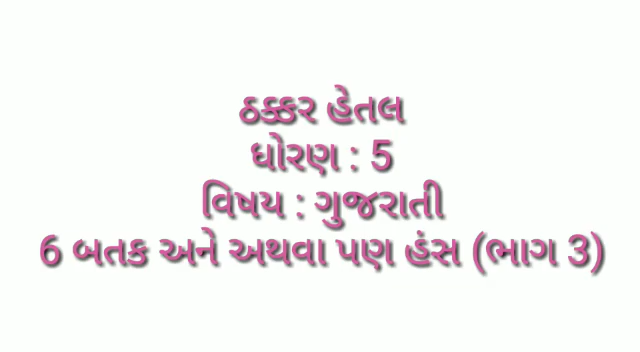 ઠક્કર હેતલ
ધોરણ : 5
વિષય : ગુજરાતી
6 બતક અને અથવા પણ હંસ (ભાગ 3)